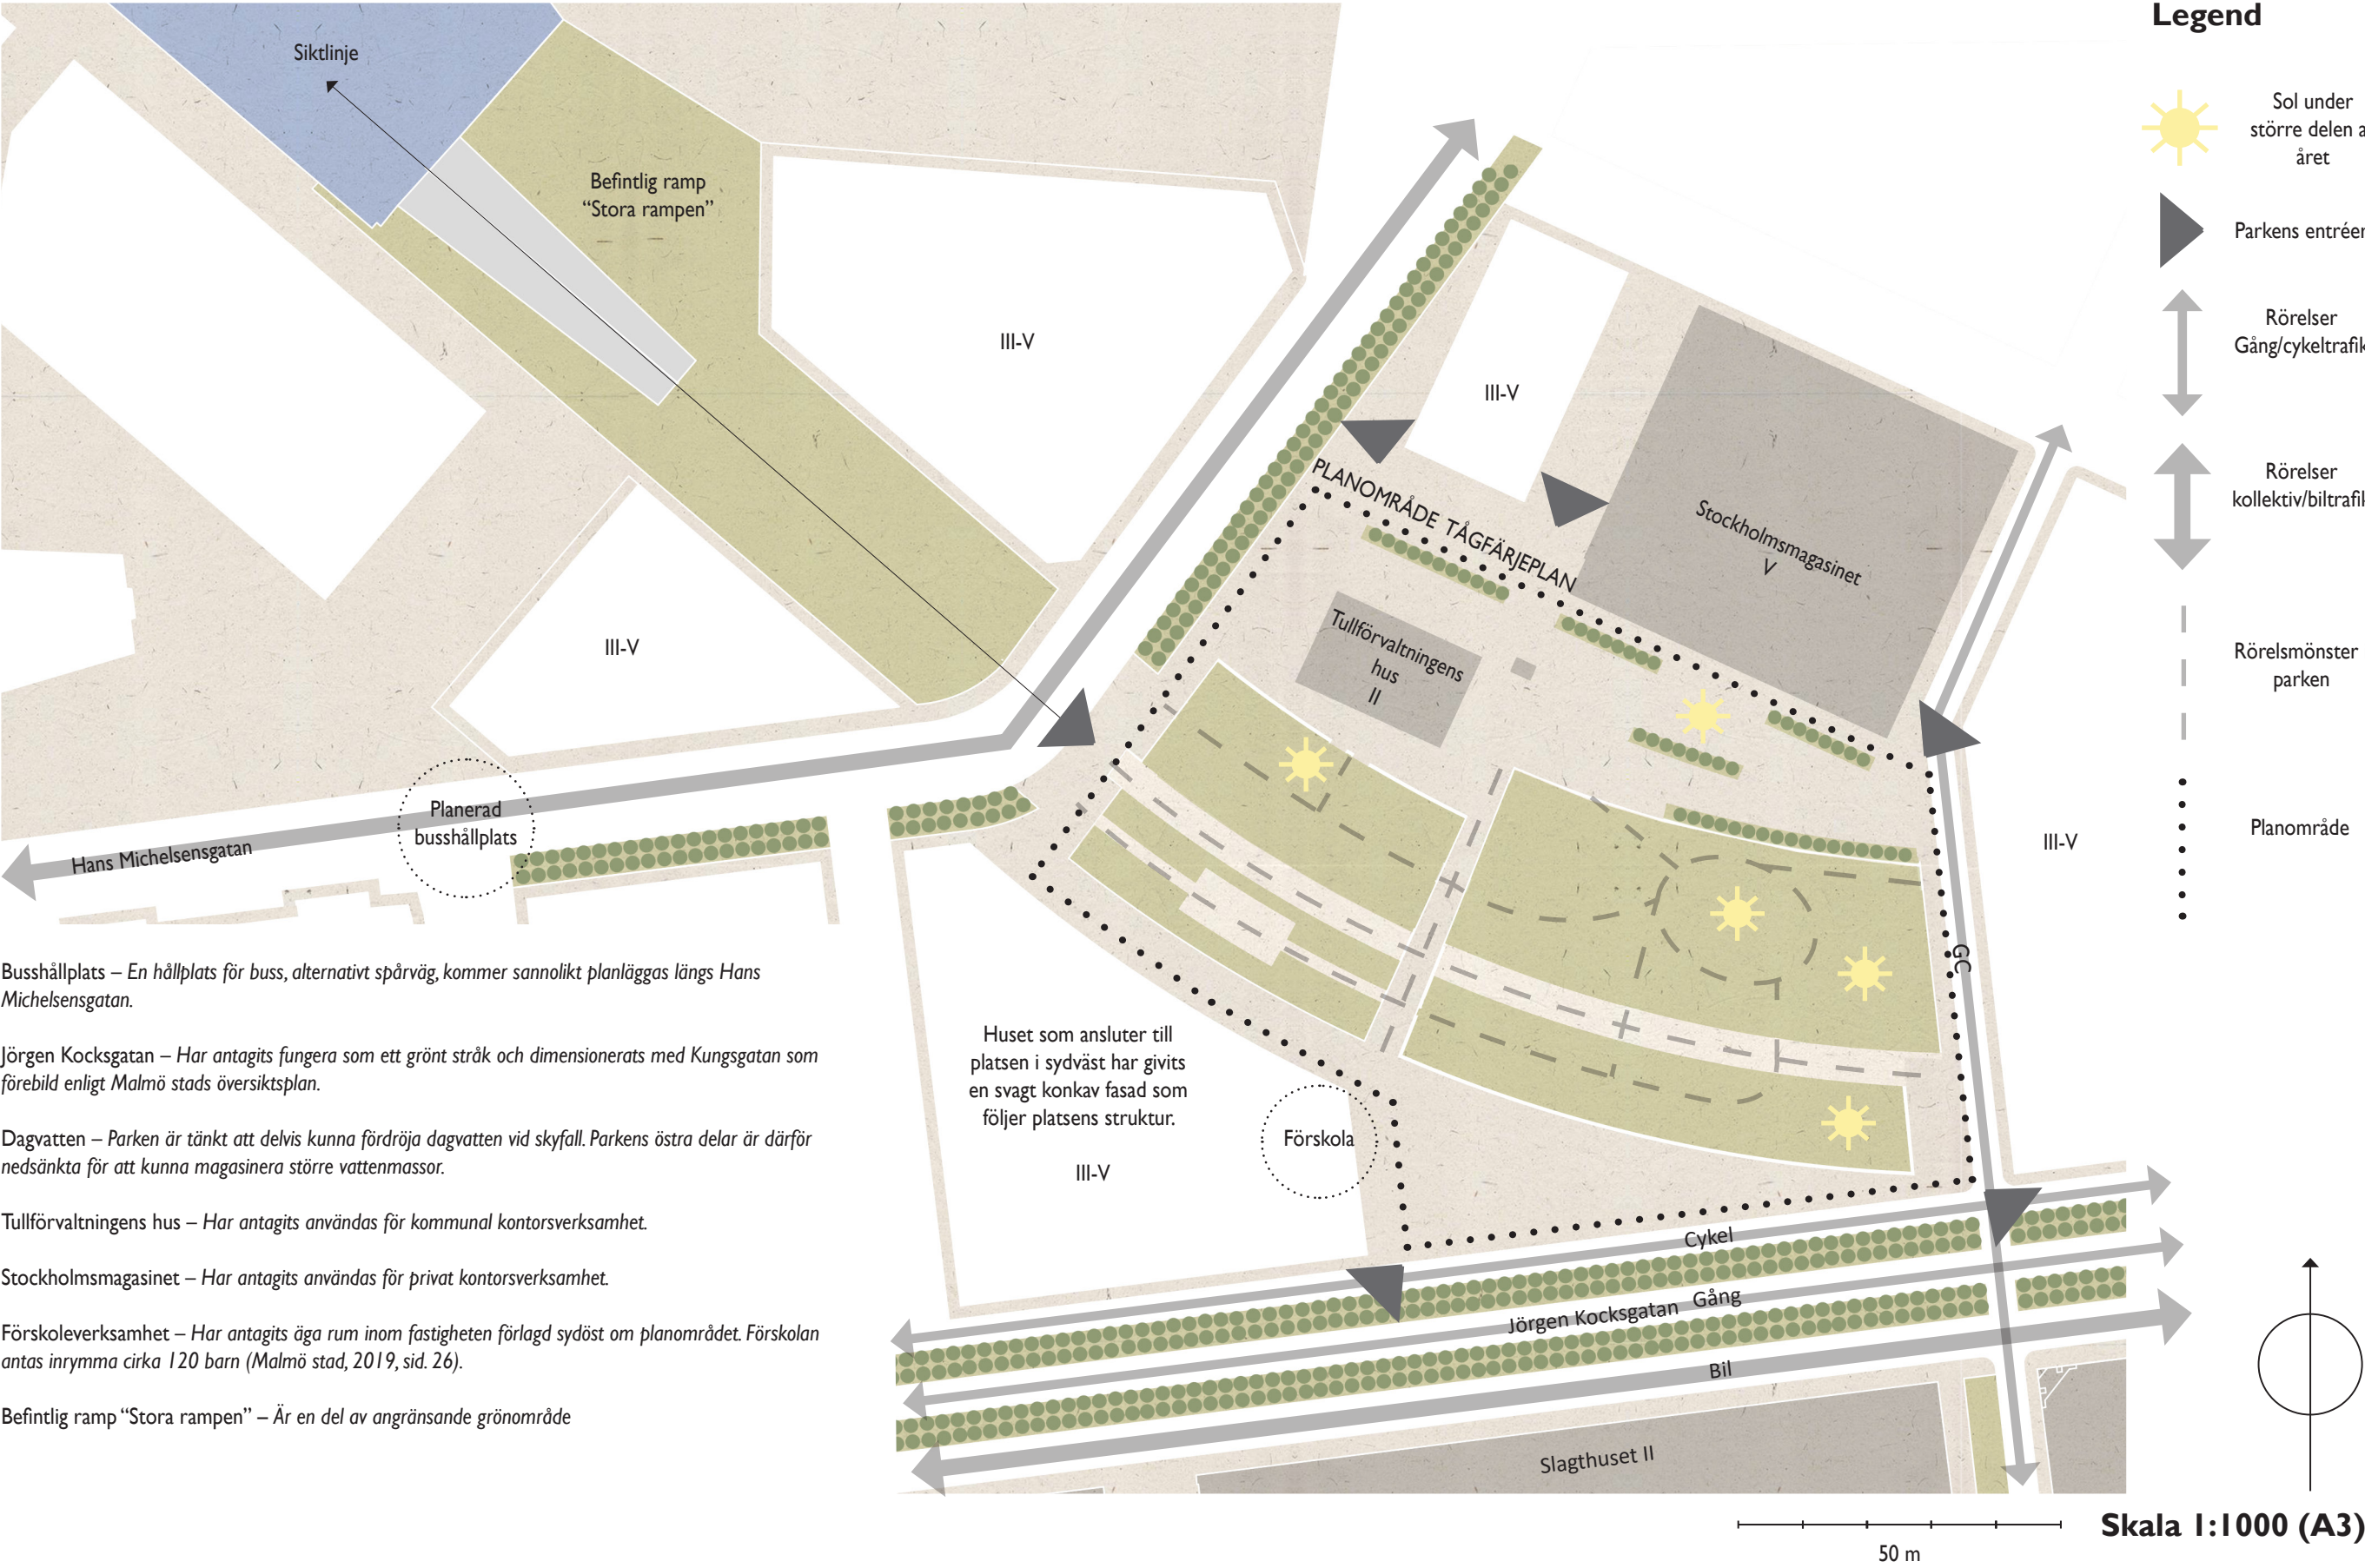 Siktlinje
Befintlig ramp
“Stora rampen”
III-V
III-V
III-V
PLANOMRÅDE TÅGFÄRJEPLAN
Stockholmsmagasinet
V
Tullförvaltningens
hus
II
III-V
GC
Planerad
busshållplats
Hans Michelsensgatan
Huset som ansluter till
platsen i sydväst har givits
en svagt konkav fasad som
följer platsens struktur.
III-V
Förskola
Cykel
Jörgen Kocksgatan Gång
Bil
Slagthuset II
Busshållplats – En hållplats för buss, alternativt spårväg, kommer sannolikt planläggas längs Hans
Michelsensgatan.
Jörgen Kocksgatan – Har antagits fungera som ett grönt stråk och dimensionerats med Kungsgatan som
förebild enligt Malmö stads översiktsplan.
Dagvatten – Parken är tänkt att delvis kunna fördröja dagvatten vid skyfall. Parkens östra delar är därför
nedsänkta för att kunna magasinera större vattenmassor.
Tullförvaltningens hus – Har antagits användas för kommunal kontorsverksamhet.
Stockholmsmagasinet – Har antagits användas för privat kontorsverksamhet.
Förskoleverksamhet – Har antagits äga rum inom fastigheten förlagd sydöst om planområdet. Förskolan
antas inrymma cirka 120 barn (Malmö stad, 2019, sid. 26).
Befintlig ramp “Stora rampen” – Är en del av angränsande grönområde
Legend
Sol under
större delen a
året
Parkens entréer
Rörelser
Gång/cykeltrafik
Rörelser
kollektiv/biltrafik
Rörelsmönster
parken
Planområde
Skala 1:1000 (A3)
50 m